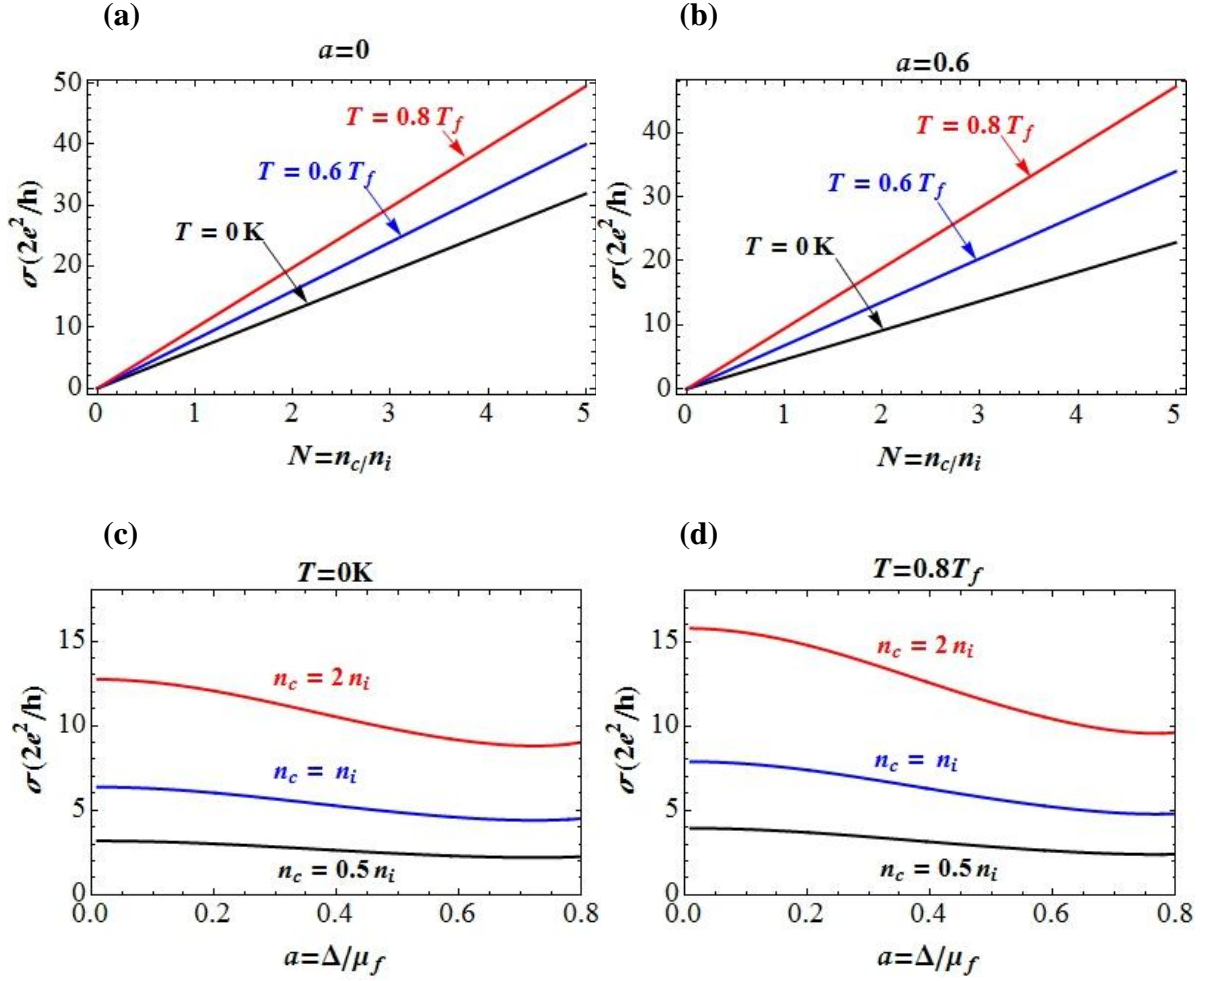 (a)
a=0
σ(2e²/h)
50
40
30
20
10
0
T = 0.8 T_f
T = 0.6 T_f
T = 0 K
0 1 2 3 4 5
N=n_c/n_i
(b)
a=0.6
σ(2e²/h)
40
30
20
10
0
T = 0.8 T_f
T = 0.6 T_f
T = 0 K
0 1 2 3 4 5
N=n_c/n_i
(c)
T=0K
σ(2e²/h)
15
10
5
0
n_c = 2 n_i
n_c = n_i
n_c = 0.5 n_i
0.0 0.2 0.4 0.6 0.8
a=Δ/μ_f
(d)
T=0.8T_f
σ(2e²/h)
15
10
5
0
n_c = 2 n_i
n_c = n_i
n_c = 0.5 n_i
0.0 0.2 0.4 0.6 0.8
a=Δ/μ_f